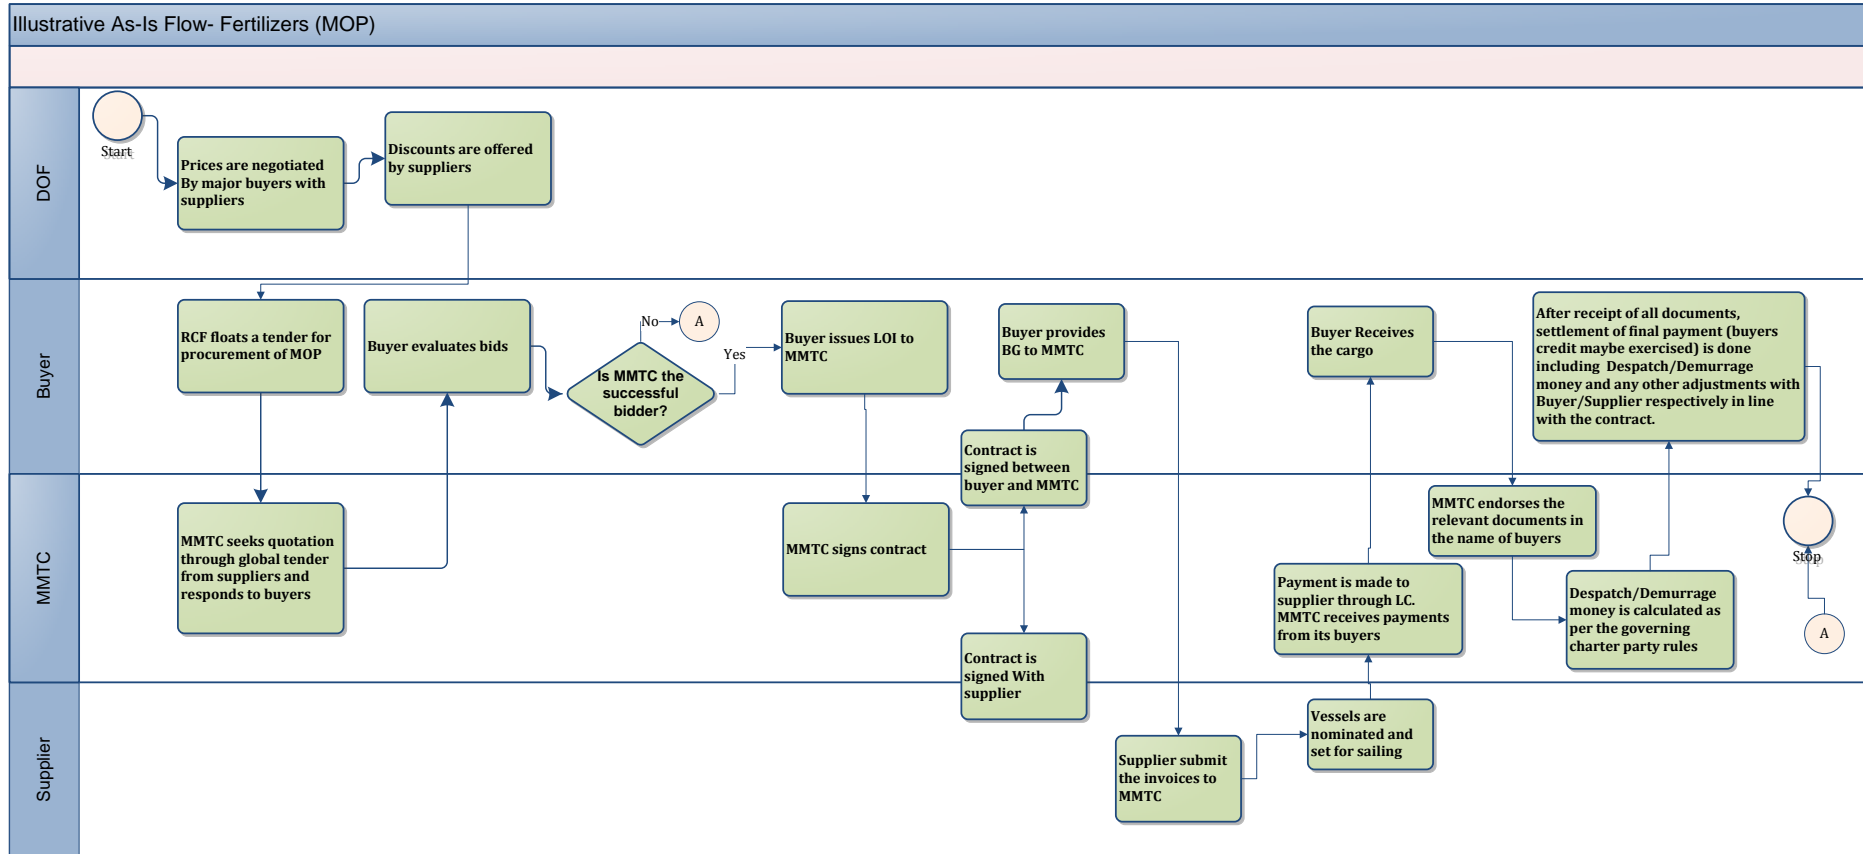 Illustrative As-Is Flow- Fertilizers (MOP)
DOF
Start
Prices are negotiated
By major buyers with
suppliers
Discounts are offered
by suppliers
Buyer
RCF floats a tender for
procurement of MOP
Buyer evaluates bids
Is MMTC the
successful
bidder?
No
A
Yes
Buyer issues LOI to
MMTC
Contract is
signed between
buyer and MMTC
Buyer provides
BG to MMTC
Buyer Receives
the cargo
After receipt of all documents,
settlement of final payment (buyers
credit maybe exercised) is done
including Despatch/Demurrage
money and any other adjustments with
Buyer/Supplier respectively in line
with the contract.
MMTC
MMTC seeks quotation
through global tender
from suppliers and
responds to buyers
MMTC signs contract
Contract is
signed With
supplier
Payment is made to
supplier through LC.
MMTC receives payments
from its buyers
MMTC endorses the
relevant documents in
the name of buyers
Despatch/Demurrage
money is calculated as
per the governing
charter party rules
Stop
A
Supplier
Supplier submit
the invoices to
MMTC
Vessels are
nominated and
set for sailing